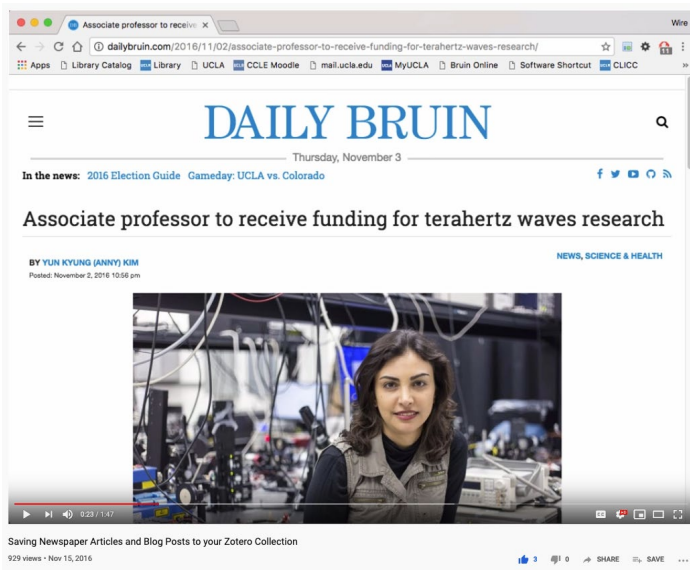 Associate professor to receive
Wire
dailybruin.com/2016/11/02/associate-professor-to-receive-funding-for-terahertz-waves-research/
11
Apps Library Catalog Library UCLA CCLE Moodle mail.ucla.edu MyUCLA Bruin Online Software Shortcut CLICC »
DAILY BRUIN
Thursday, November 3
In the news: 2016 Election Guide Gameday: UCLA vs. Colorado
Associate professor to receive funding for terahertz waves research
BY YUN KYUNG (ANNY) KIM
NEWS, SCIENCE & HEALTH
Posted: November 2, 2016 10:56 pm
0:23 / 1:47
Saving Newspaper Articles and Blog Posts to your Zotero Collection
929 views • Nov 15, 2016
3 0 SHARE SAVE ...